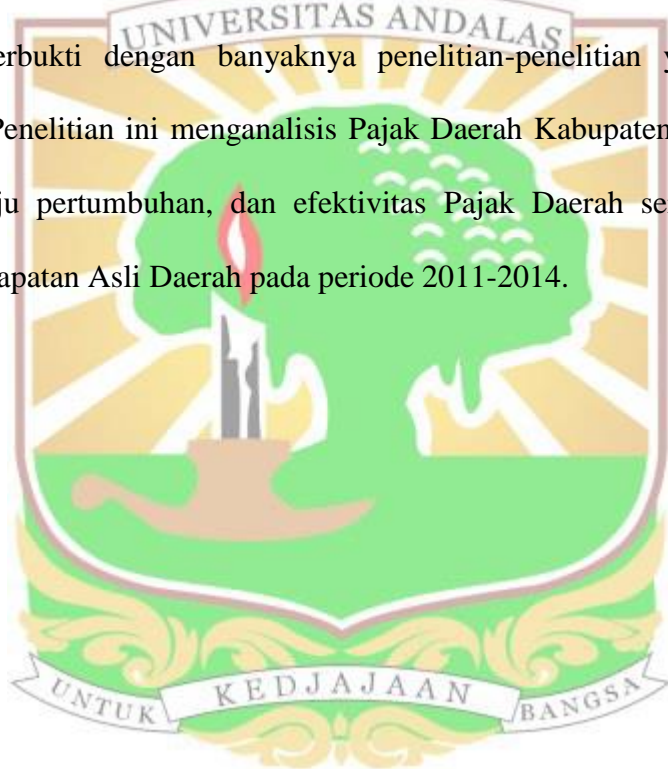 UNIVERSITAS ANDALAS
erbukti dengan banyaknya penelitian-penelitian y
Penelitian ini menganalisis Pajak Daerah Kabupaten
ju pertumbuhan, dan efektivitas Pajak Daerah se
apatan Asli Daerah pada periode 2011-2014.
UNTUK KEDJAJAAN BANGSA